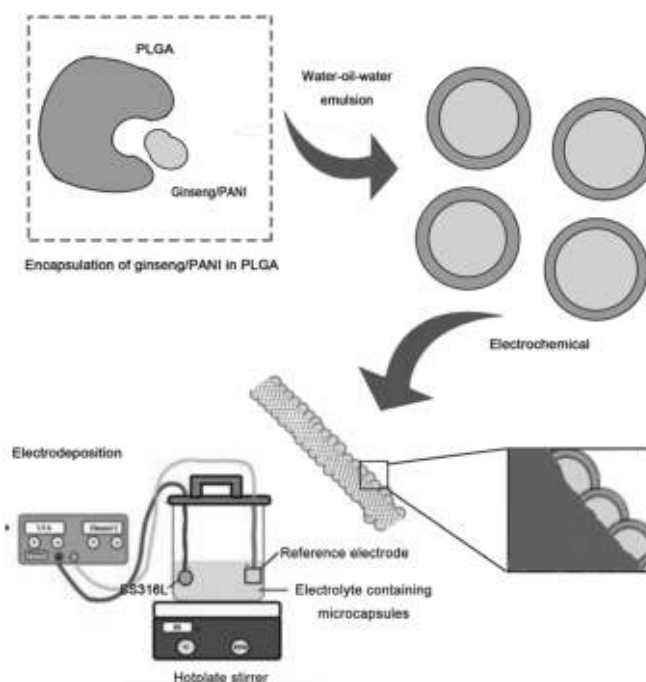 PLGA
Ginseng/PANI
Encapsulation of ginseng/PANI in PLGA
Water-oil-water
emulsion
Electrochemical
Electrodeposition
SS316L
Reference electrode
Electrolyte containing
microcapsules
Hotplate stirrer